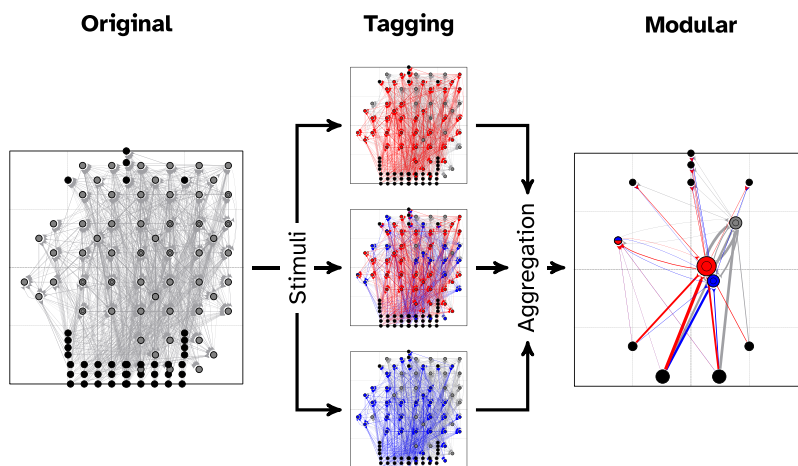 Original
Tagging
Modular
Stimuli
Aggregation